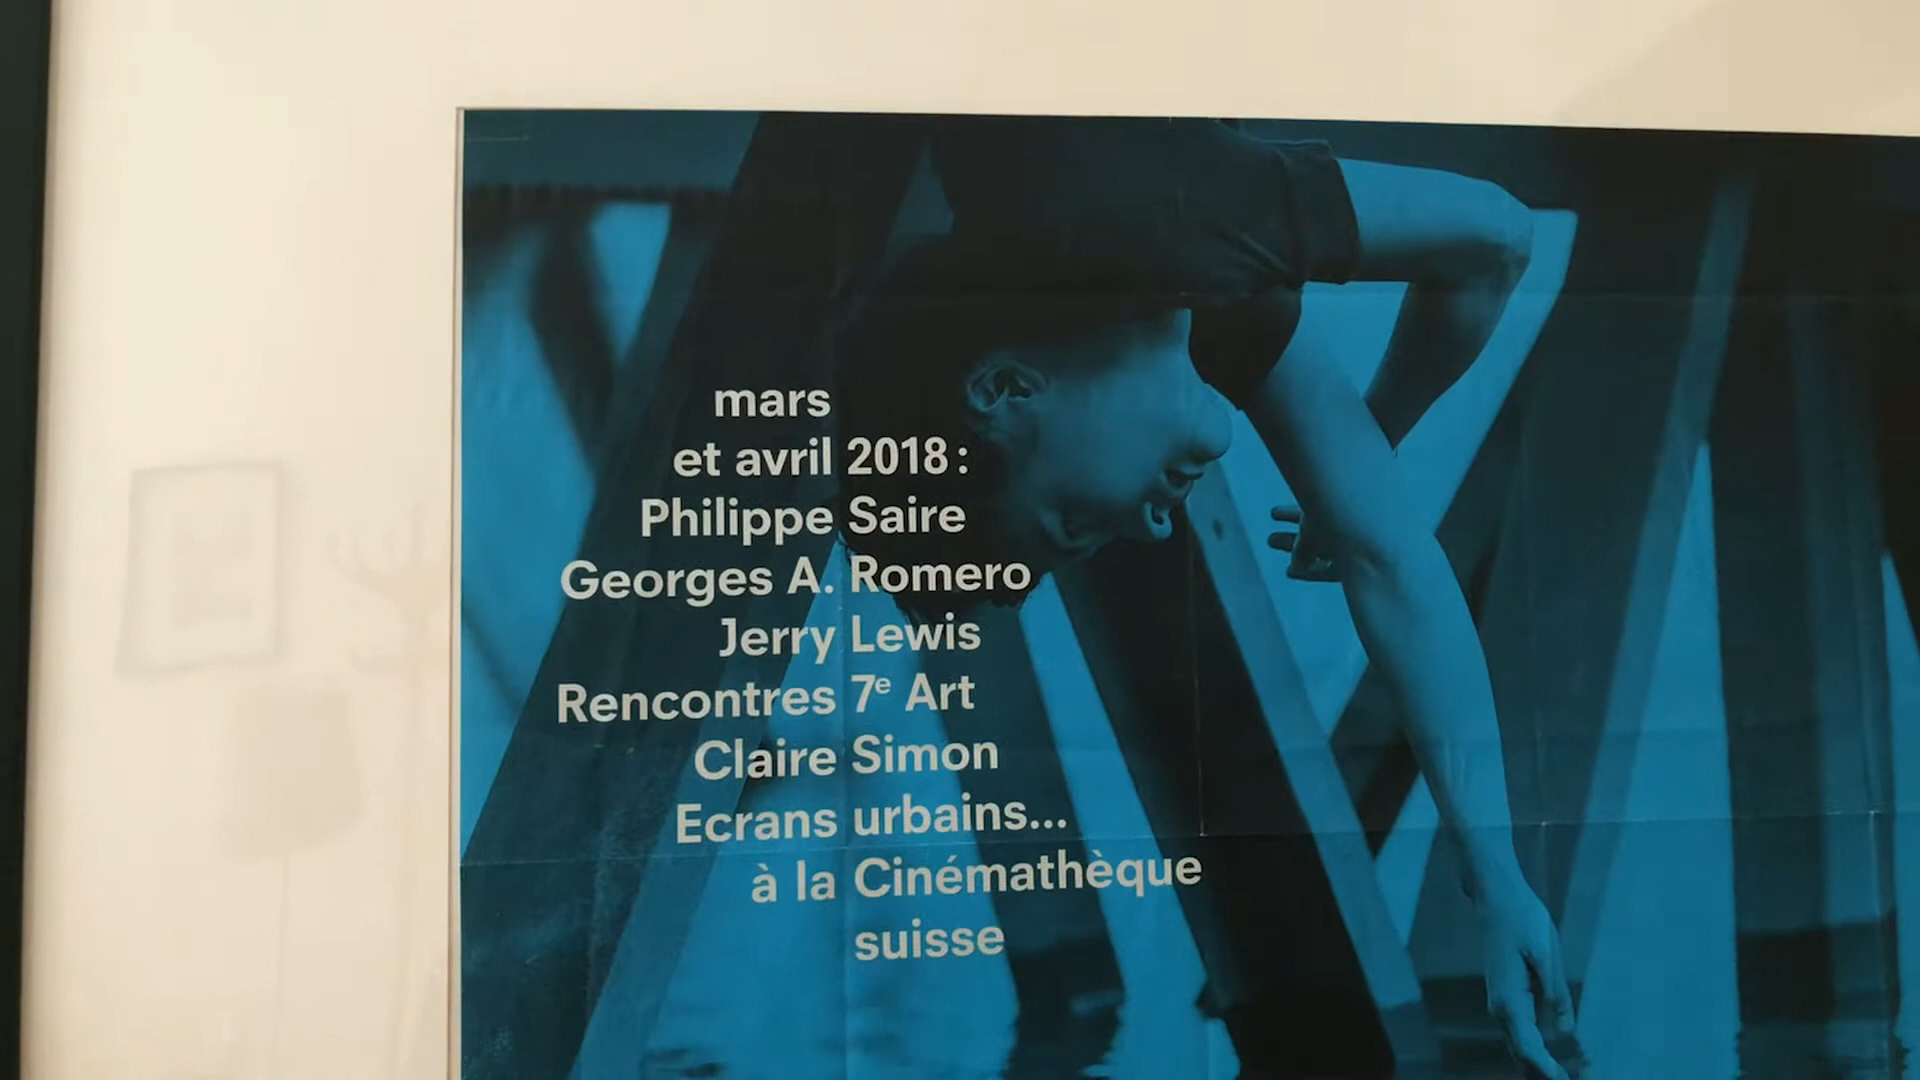 mars
et avril 2018 :
Philippe Saire
Georges A. Romero
Jerry Lewis
Rencontres 7e Art
Claire Simon
Ecrans urbains...
à la Cinémathèque
suisse